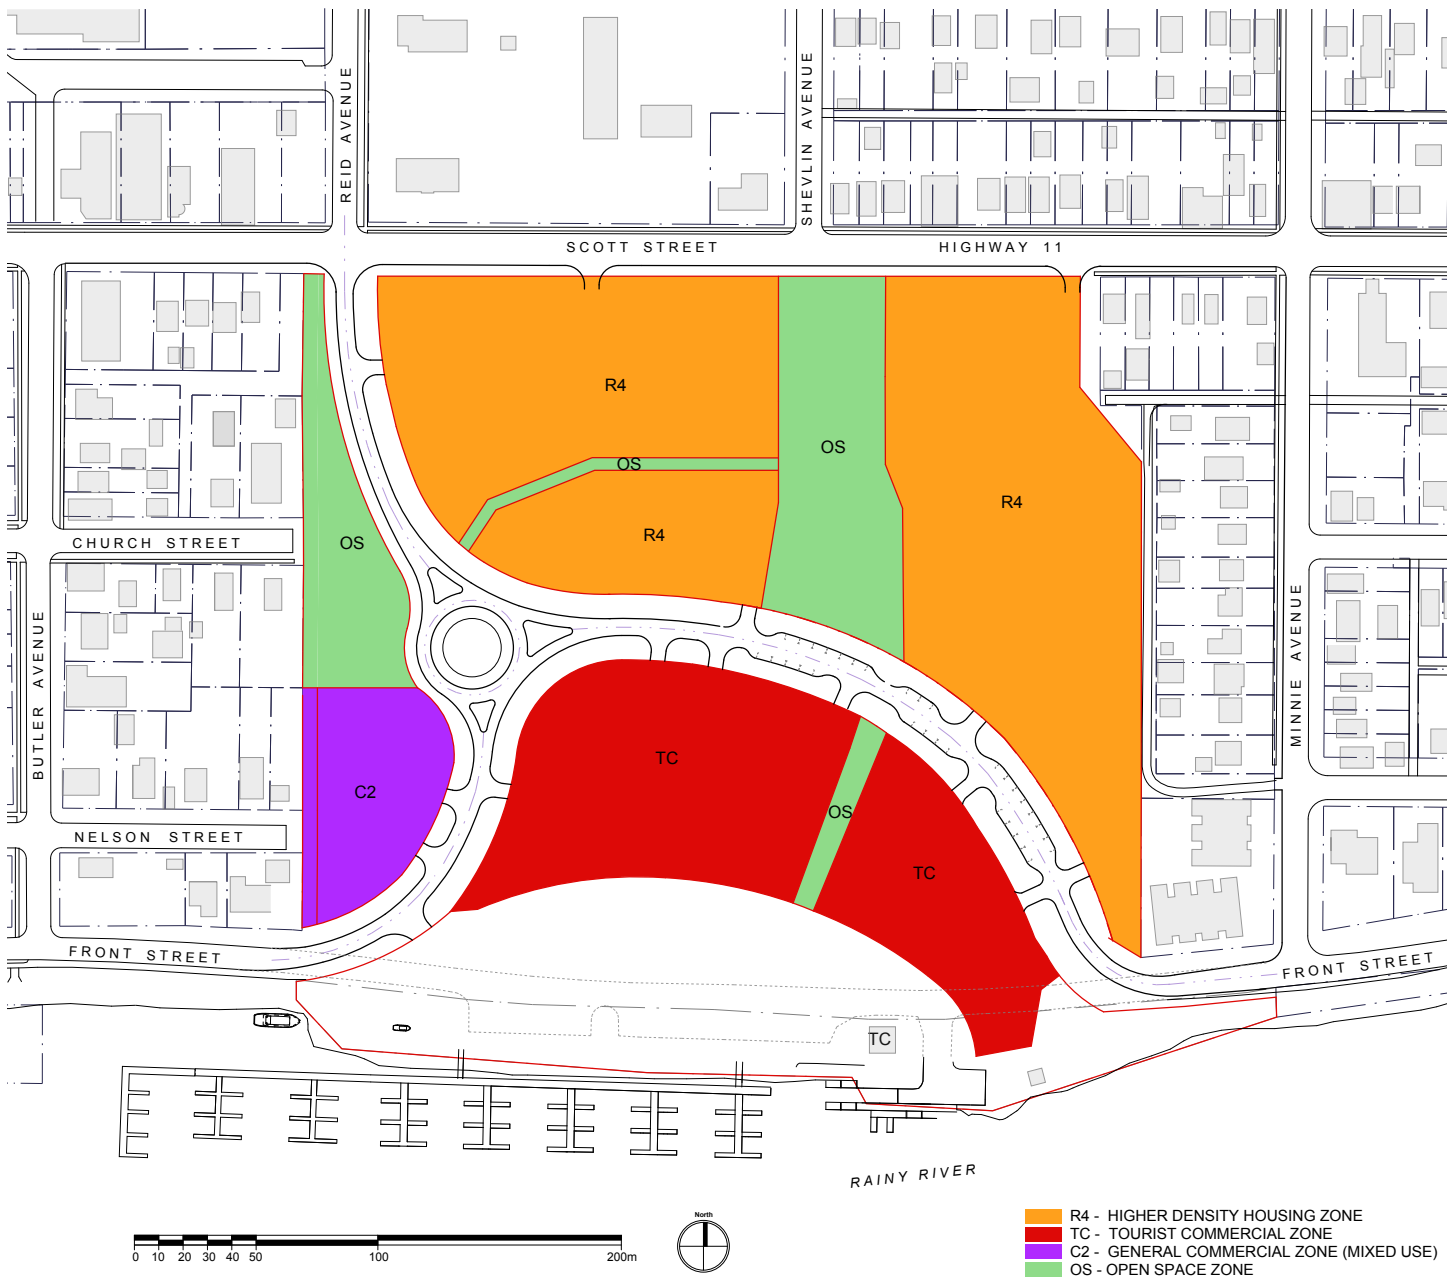 REID AVENUE
SHEVLIN AVENUE
SCOTT STREET
HIGHWAY 11
R4
OS
OS
R4
R4
CHURCH STREET
OS
BUTLER AVENUE
MINNIE AVENUE
TC
C2
OS
NELSON STREET
TC
FRONT STREET
FRONT STREET
TC
RAINY RIVER
North
0 10 20 30 40 50 100 200m
R4 - HIGHER DENSITY HOUSING ZONE
TC - TOURIST COMMERCIAL ZONE
C2 - GENERAL COMMERCIAL ZONE (MIXED USE)
OS - OPEN SPACE ZONE